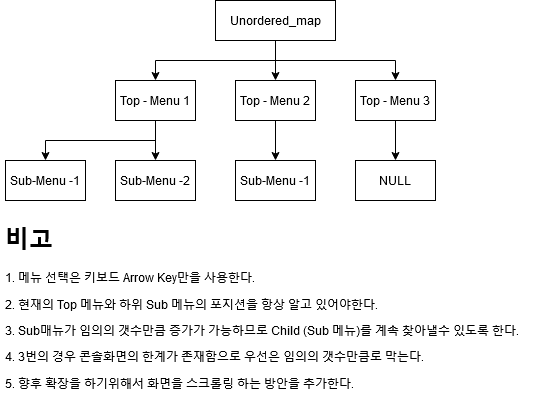 Unordered_map
Top - Menu 1
Top - Menu 2
Top - Menu 3
Sub-Menu -1
Sub-Menu -2
Sub-Menu -1
NULL
비고
1. 메뉴 선택은 키보드 Arrow Key만을 사용한다.
2. 현재의 Top 메뉴와 하위 Sub 메뉴의 포지션을 항상 알고 있어야한다.
3. Sub매뉴가 임의의 갯수만큼 증가가 가능하므로 Child (Sub 메뉴)를 계속 찾아낼수 있도록 한다.
4. 3번의 경우 콘솔화면의 한계가 존재함으로 우선은 임의의 갯수만큼로 막는다.
5. 향후 확장을 하기위해서 화면을 스크롤링 하는 방안을 추가한다.